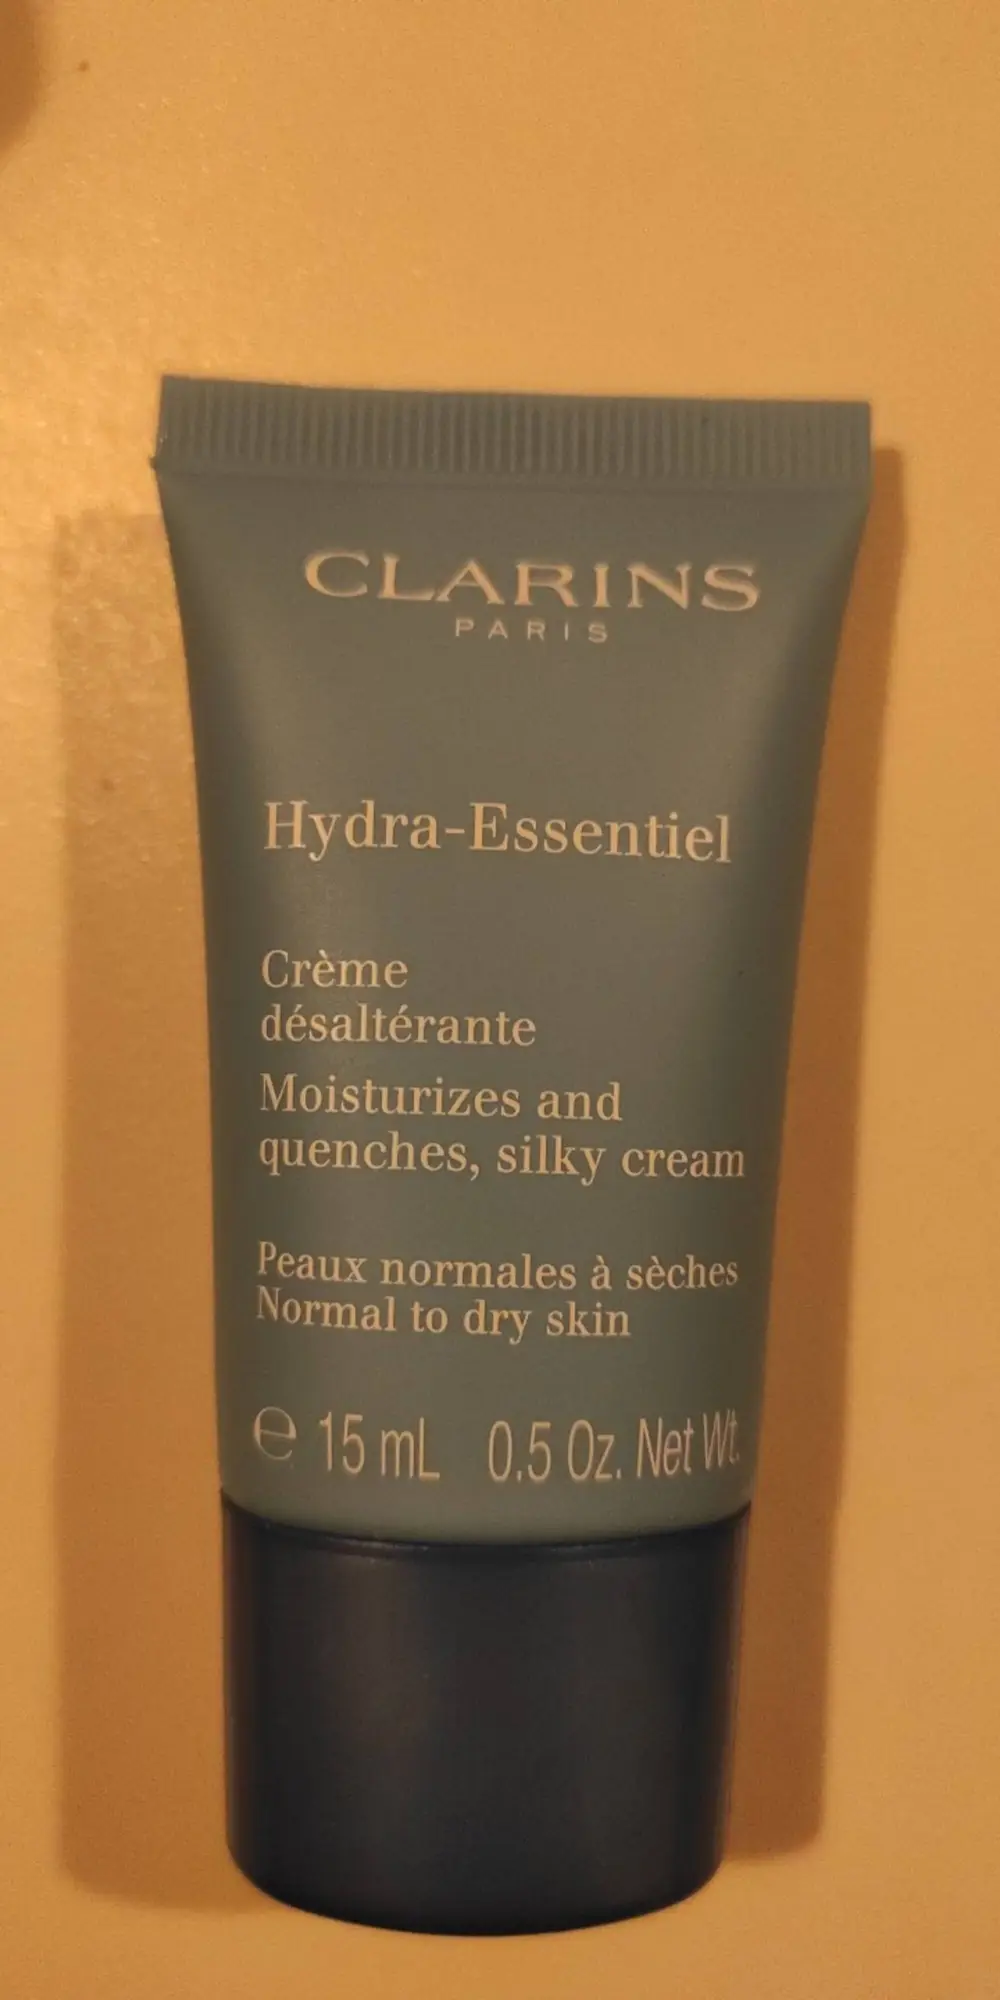 CLARINS
PARIS
Hydra-Essentiel
Crème
désaltérante
Moisturizes and
quenches, silky cream
Peaux normales à sèches
Normal to dry skin
℮ 15 mL 0.5 Oz. Net Wt.